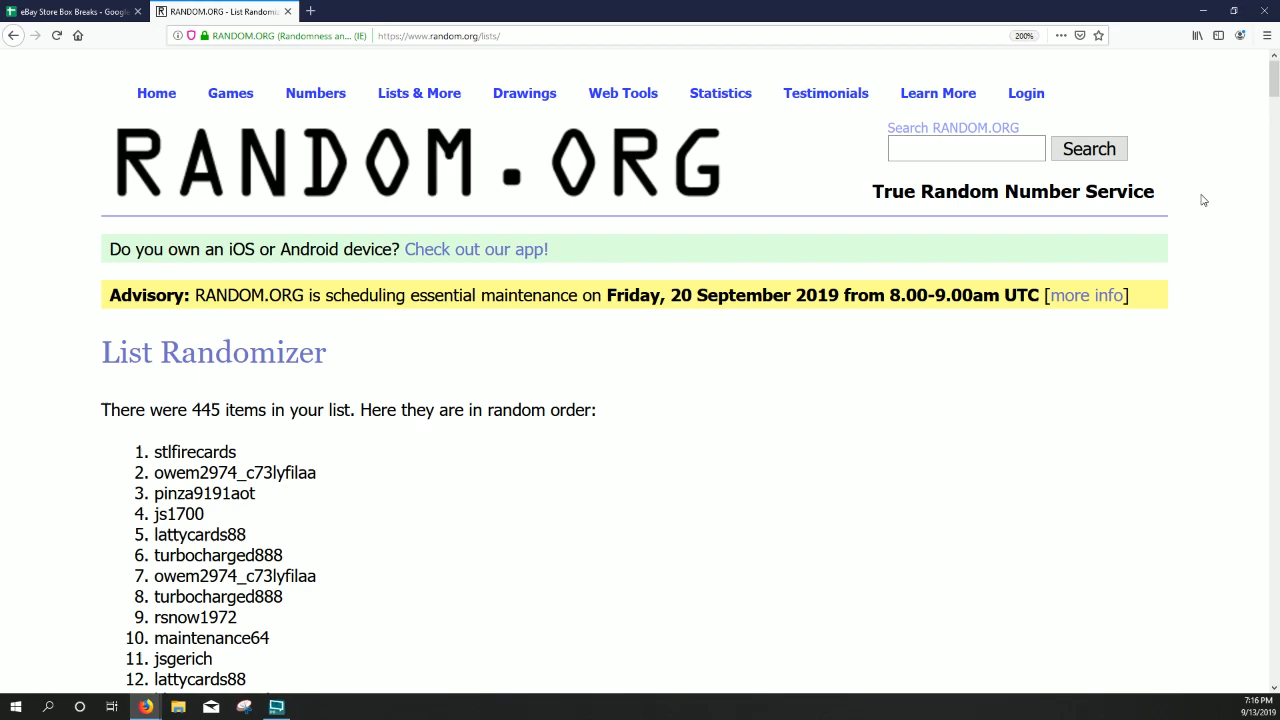 eBay Store Box Breaks - Google
RANDOM.ORG - List Randomiz
RANDOM.ORG (Randomness an... (IE)
https://www.random.org/lists/
200%
Home Games Numbers Lists & More Drawings Web Tools Statistics Testimonials Learn More Login
RANDOM.ORG
Search RANDOM.ORG
Search
True Random Number Service
Do you own an iOS or Android device? Check out our app!
Advisory: RANDOM.ORG is scheduling essential maintenance on Friday, 20 September 2019 from 8.00-9.00am UTC [more info]
List Randomizer
There were 445 items in your list. Here they are in random order:
1. stlfirecards
2. owem2974_c73lyfilaa
3. pinza9191aot
4. js1700
5. lattycards88
6. turbocharged888
7. owem2974_c73lyfilaa
8. turbocharged888
9. rsnow1972
10. maintenance64
11. jsgerich
12. lattycards88
7:16 PM
9/13/2019